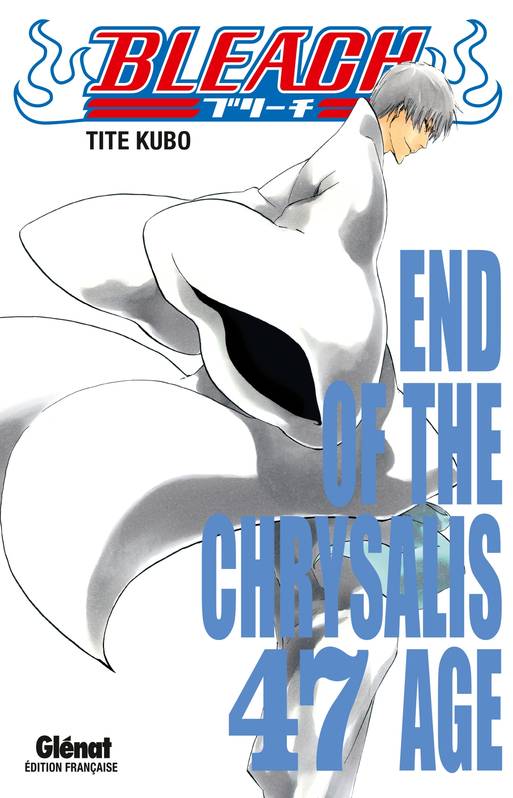 BLEACH
ブリーチ
TITE KUBO
END
OF THE
CHRYSALIS
47 AGE
Glénat
ÉDITION FRANÇAISE